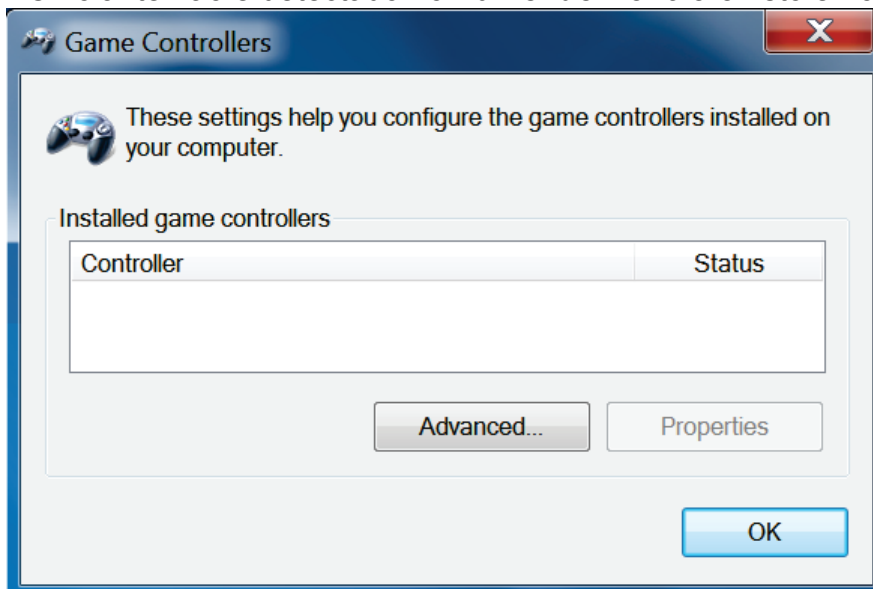 Game Controllers
These settings help you configure the game controllers installed on
your computer.
Installed game controllers
Controller Status
Advanced... Properties
OK